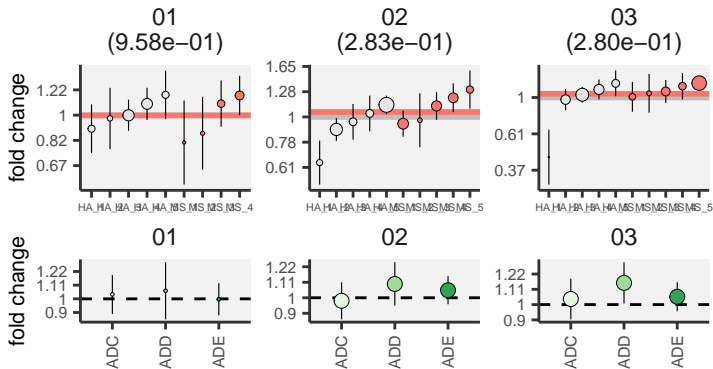 01
(9.58e−01)
02
(2.83e−01)
03
(2.80e−01)
fold change
1.22
1
0.82
0.67
1.65
1.28
1
0.78
0.61
1
0.61
0.37
01
02
03
fold change
1.22
1.11
1
0.9
1.22
1.11
1
0.9
1.22
1.11
1
0.9
ADC
ADD
ADE
ADC
ADD
ADE
ADC
ADD
ADE